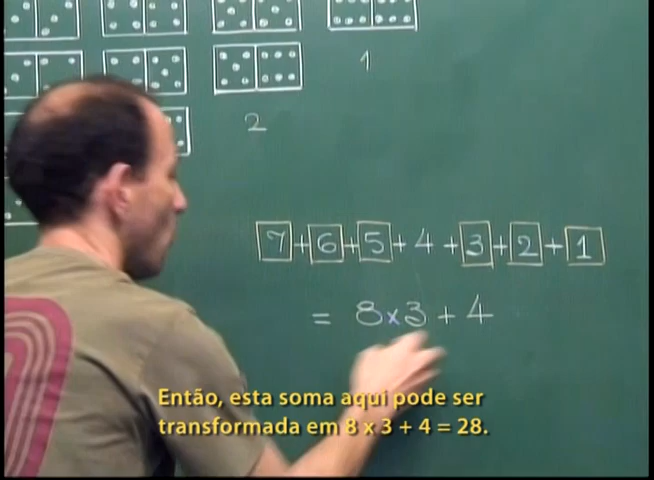 1
2
7+6+5+4+3+2+1
= 8x3+4
Então, esta soma aqui pode ser
transformada em 8 x 3 + 4 = 28.